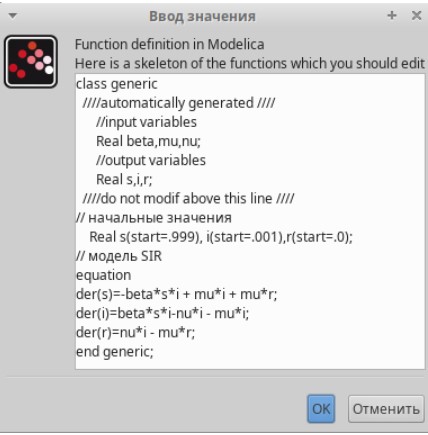 Ввод значения
Function definition in Modelica
Here is a skeleton of the functions which you should edit
class generic
////automatically generated ////
//input variables
Real beta,mu,nu;
//output variables
Real s,i,r;
////do not modif above this line ////
// начальные значения
Real s(start=.999), i(start=.001),r(start=.0);
// модель SIR
equation
der(s)=-beta*s*i + mu*i + mu*r;
der(i)=beta*s*i-nu*i - mu*i;
der(r)=nu*i - mu*r;
end generic;
OK Отменить